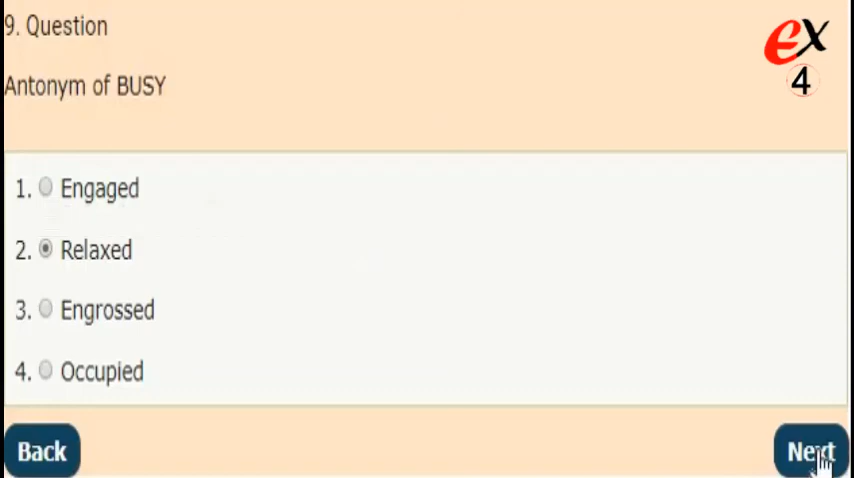 9. Question
ex
4
Antonym of BUSY
1. Engaged
2. Relaxed
3. Engrossed
4. Occupied
Back
Next